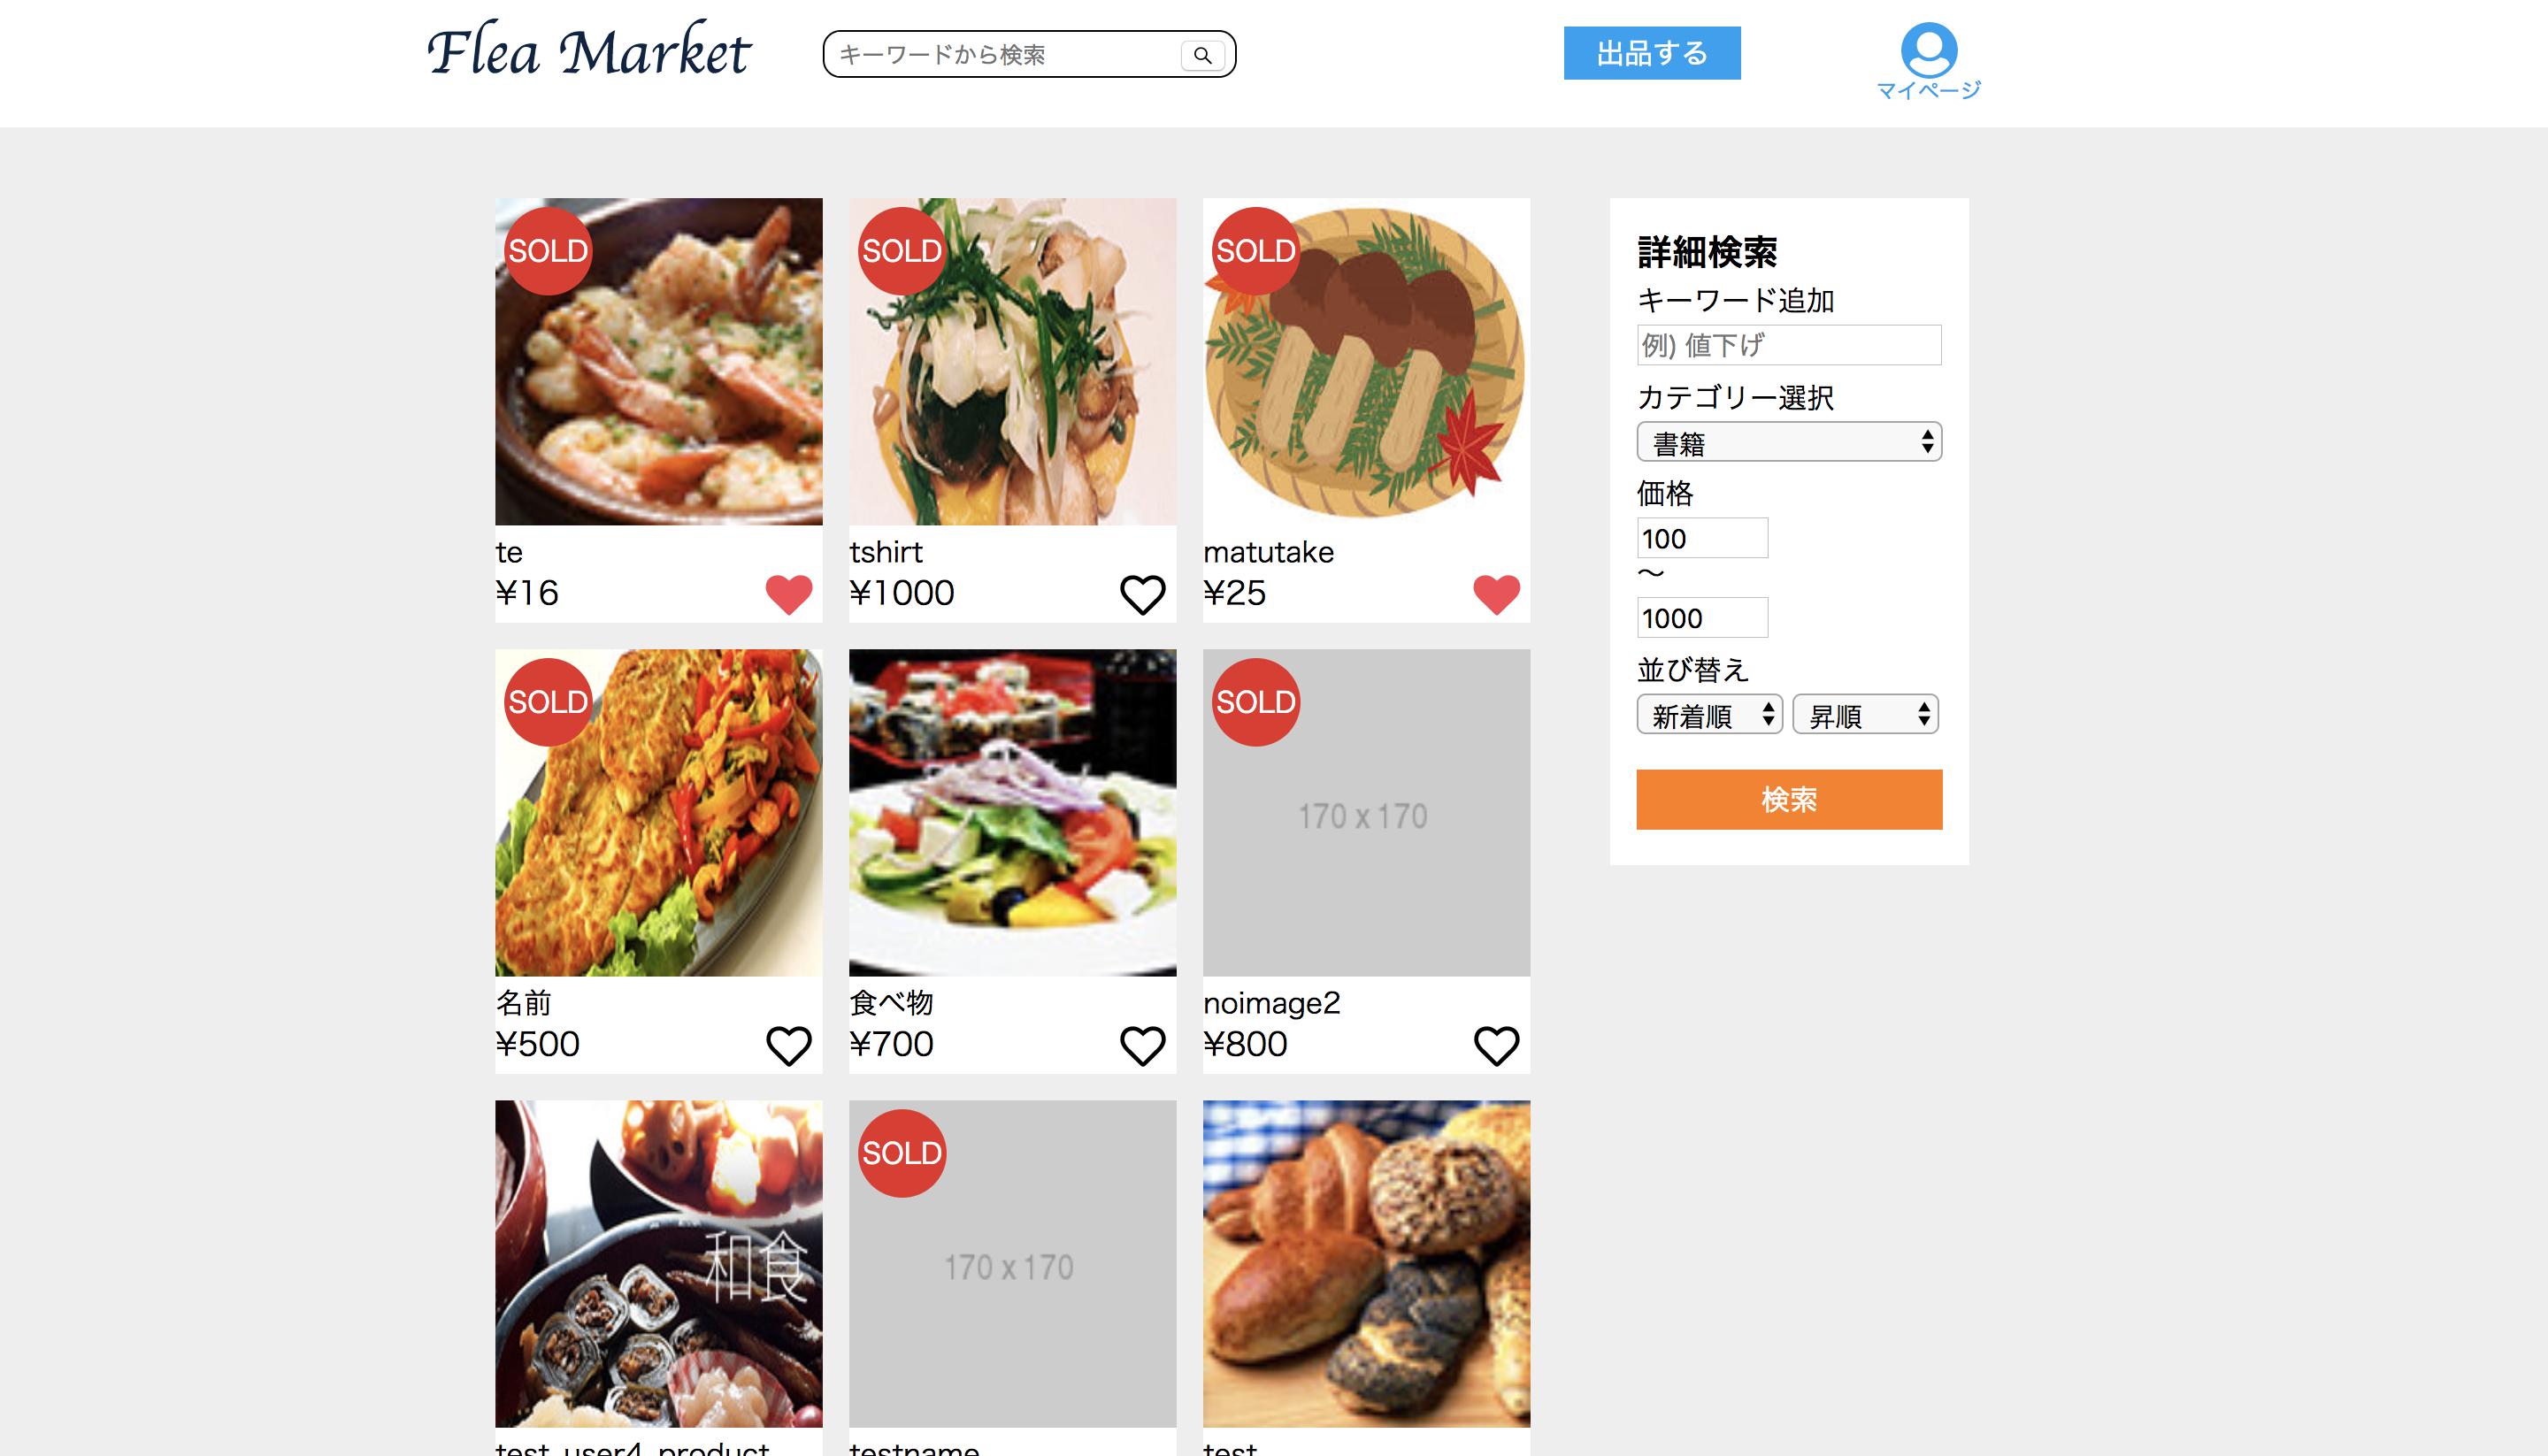 Flea Market
キーワードから検索
出品する
マイページ
SOLD
te
¥16
SOLD
tshirt
¥1000
SOLD
matutake
¥25
SOLD
名前
¥500
食べ物
¥700
SOLD
170 x 170
noimage2
¥800
和食
test_user4_product
SOLD
170 x 170
testname
test
詳細検索
キーワード追加
例) 値下げ
カテゴリー選択
書籍
価格
100
〜
1000
並び替え
新着順 昇順
検索